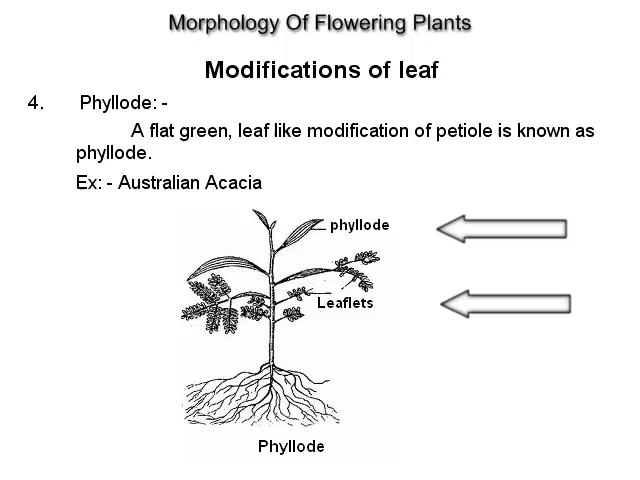 Morphology Of Flowering Plants
Modifications of leaf
4. Phyllode: -
A flat green, leaf like modification of petiole is known as
phyllode.
Ex: - Australian Acacia
phyllode
Leaflets
Phyllode